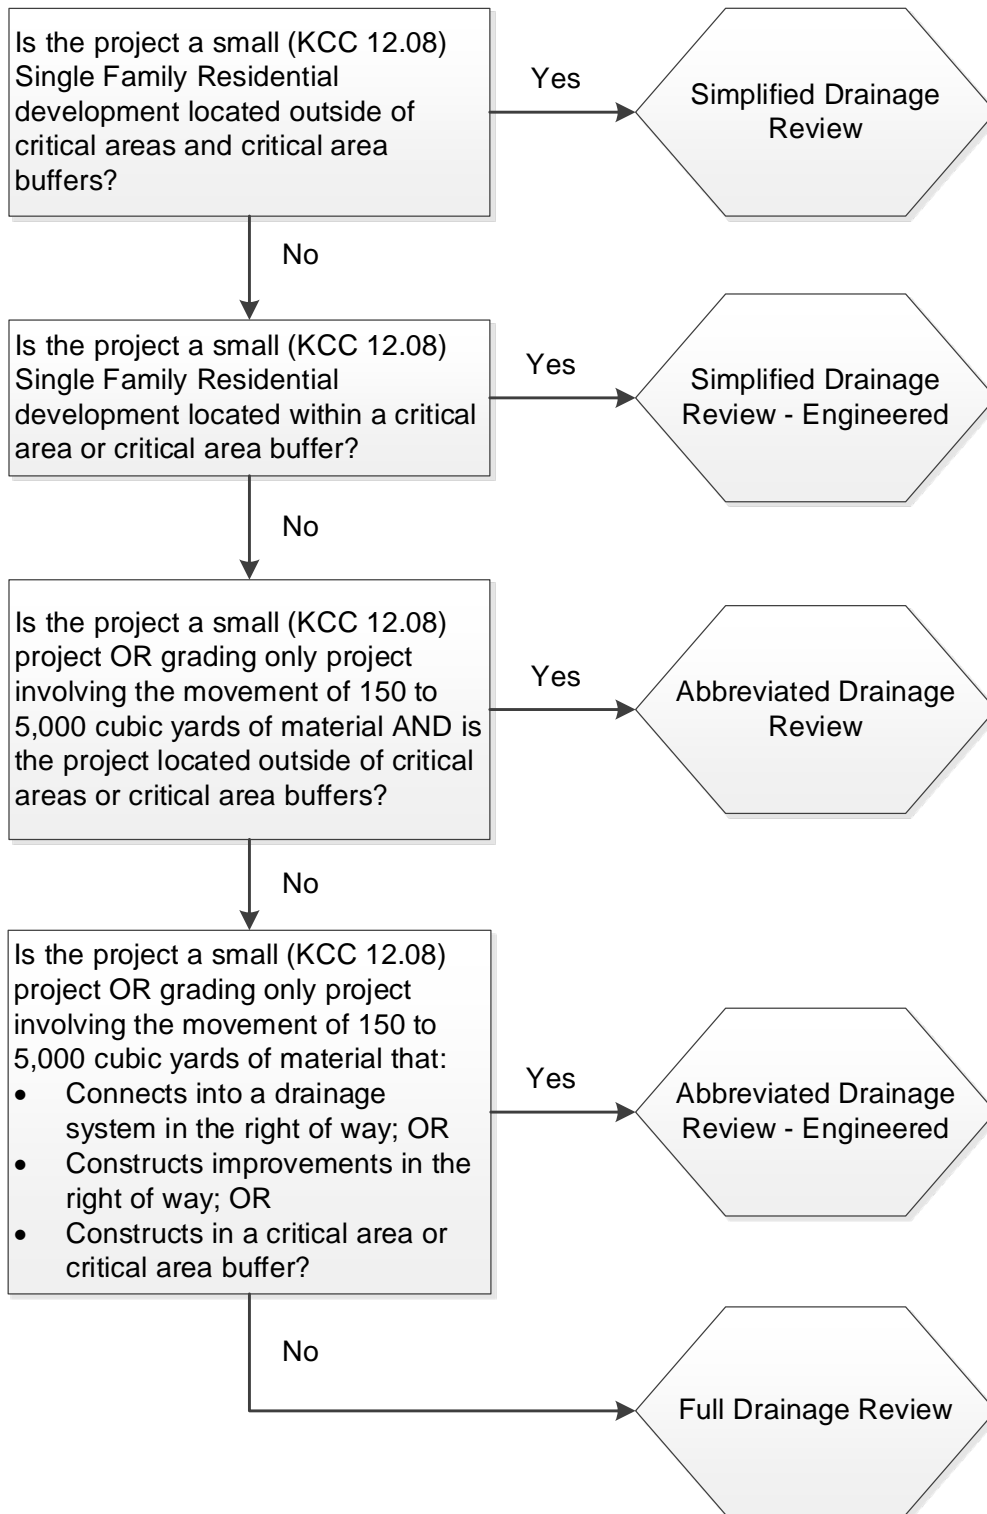 Is the project a small (KCC 12.08)
Single Family Residential
development located outside of
critical areas and critical area
buffers?
Yes
Simplified Drainage
Review
No
Is the project a small (KCC 12.08)
Single Family Residential
development located within a critical
area or critical area buffer?
Yes
Simplified Drainage
Review - Engineered
No
Is the project a small (KCC 12.08)
project OR grading only project
involving the movement of 150 to
5,000 cubic yards of material AND is
the project located outside of critical
areas or critical area buffers?
Yes
Abbreviated Drainage
Review
No
Is the project a small (KCC 12.08)
project OR grading only project
involving the movement of 150 to
5,000 cubic yards of material that:
• Connects into a drainage
system in the right of way; OR
• Constructs improvements in the
right of way; OR
• Constructs in a critical area or
critical area buffer?
Yes
Abbreviated Drainage
Review - Engineered
No
Full Drainage Review